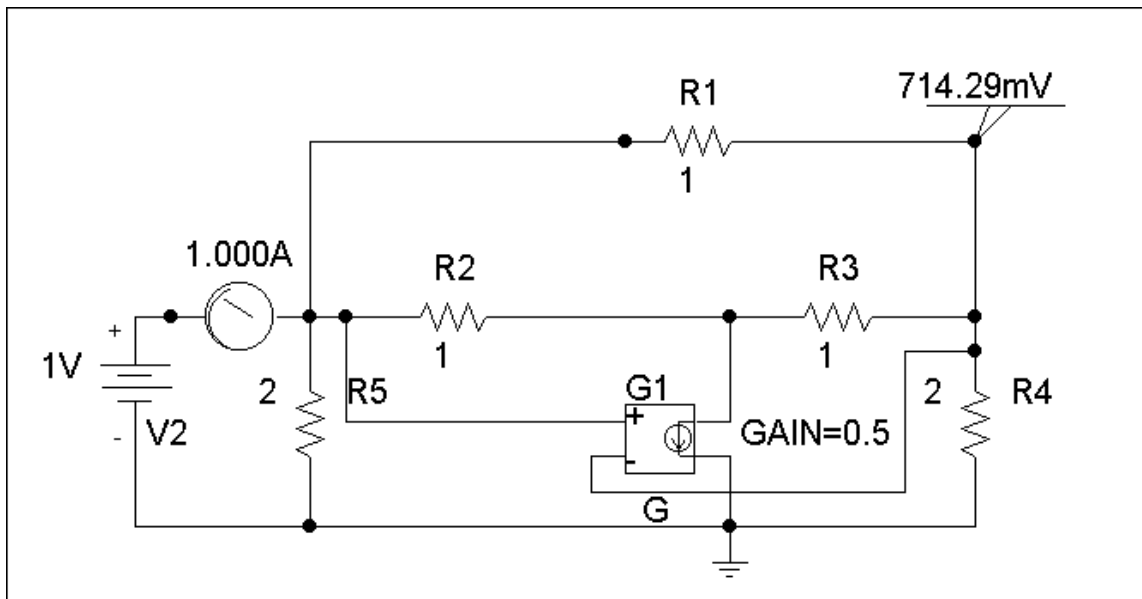 714.29mV
R1
1
1.000A
R2
R3
+
1
1
1V
2
R5
G1
2
R4
+
GAIN=0.5
-
V2
-
G